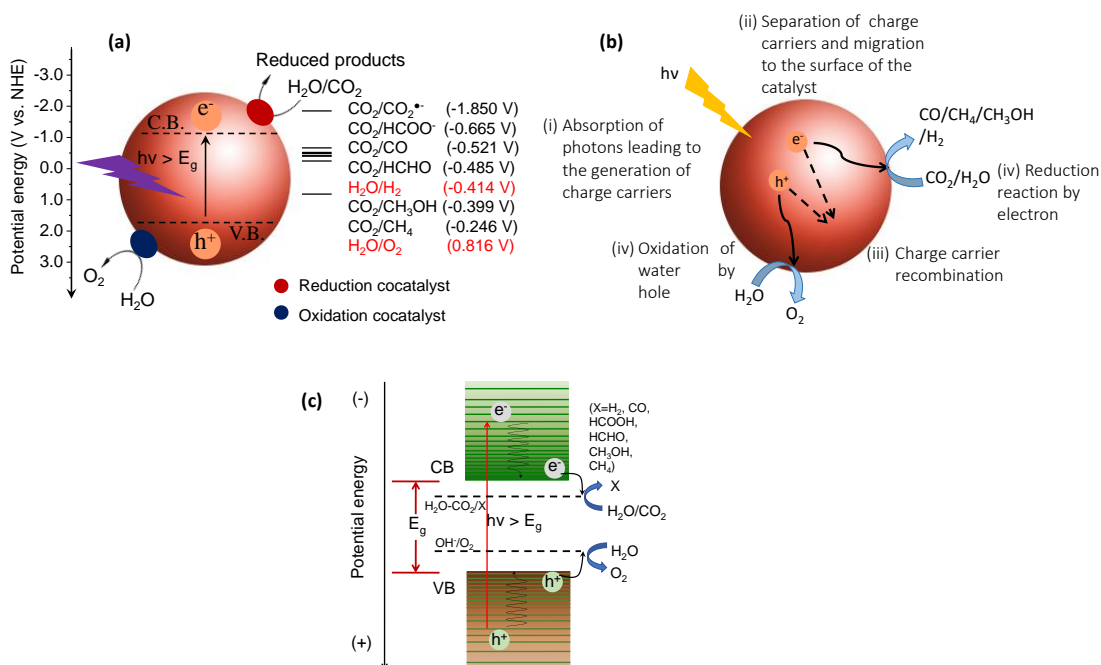 (a)
Potential energy (V vs. NHE)
-3.0
-2.0
-1.0
0.0
1.0
2.0
3.0
Reduced products
H₂O/CO₂
e⁻
C.B.
hν > E₉
V.B.
h⁺
O₂
H₂O
CO₂/CO₂•⁻ (-1.850 V)
CO₂/HCOO⁻ (-0.665 V)
CO₂/CO (-0.521 V)
CO₂/HCHO (-0.485 V)
H₂O/H₂ (-0.414 V)
CO₂/CH₃OH (-0.399 V)
CO₂/CH₄ (-0.246 V)
H₂O/O₂ (0.816 V)
Reduction cocatalyst
Oxidation cocatalyst
(b)
(ii) Separation of charge
carriers and migration
to the surface of the
catalyst
hν
(i) Absorption of
photons leading to
the generation of
charge carriers
e⁻
h⁺
CO/CH₄/CH₃OH
/H₂
CO₂/H₂O
(iv) Reduction
reaction by
electron
(iv) Oxidation of
water by
hole
(iii) Charge carrier
recombination
H₂O
O₂
(c)
Potential energy
(-)
(+)
e⁻
(X=H₂, CO,
HCOOH,
HCHO,
CH₃OH,
CH₄)
CB
e⁻
X
H₂O-CO₂/X
H₂O/CO₂
E₉
hν > E₉
OH⁻/O₂
H₂O
O₂
VB
h⁺
h⁺